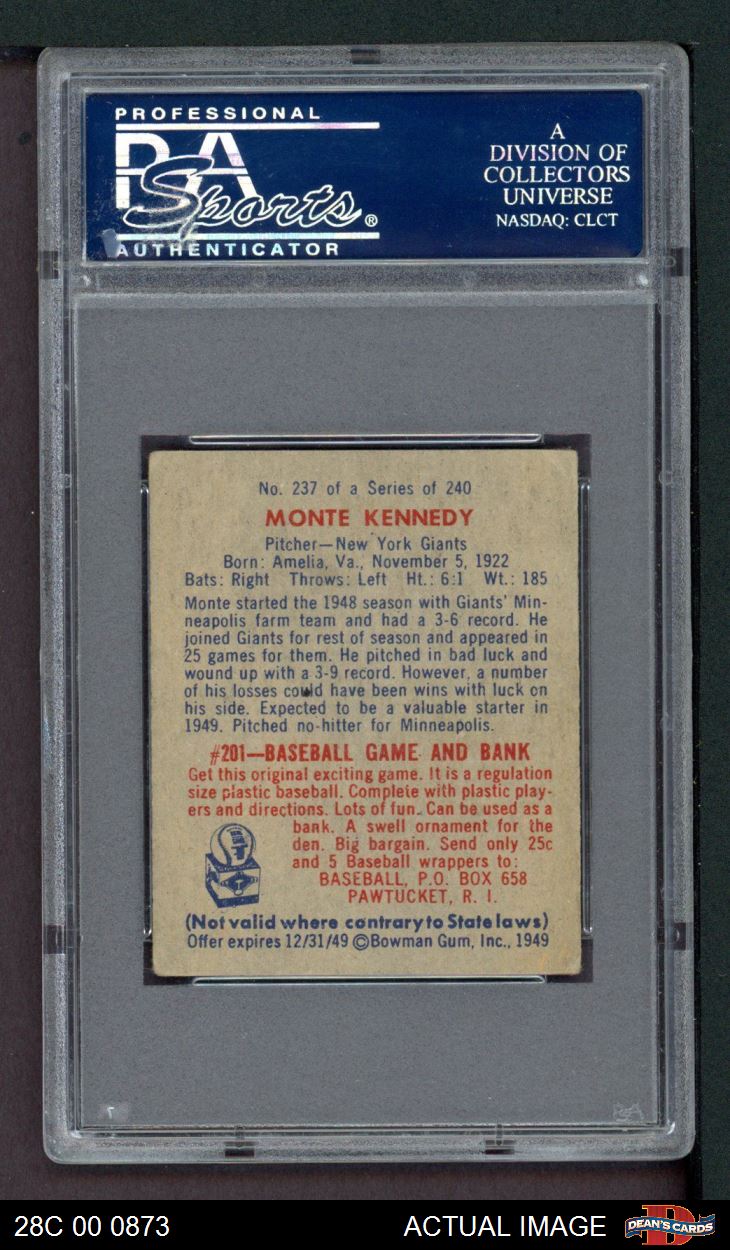 PROFESSIONAL
PSA
Sports®
AUTHENTICATOR
A
DIVISION OF
COLLECTORS
UNIVERSE
NASDAQ: CLCT
No. 237 of a Series of 240
MONTE KENNEDY
Pitcher—New York Giants
Born: Amelia, Va., November 5, 1922
Bats: Right Throws: Left Ht.: 6:1 Wt.: 185
Monte started the 1948 season with Giants' Min-
neapolis farm team and had a 3-6 record. He
joined Giants for rest of season and appeared in
25 games for them. He pitched in bad luck and
wound up with a 3-9 record. However, a number
of his losses could have been wins with luck on
his side. Expected to be a valuable starter in
1949. Pitched no-hitter for Minneapolis.
#201—BASEBALL GAME AND BANK
Get this original exciting game. It is a regulation
size plastic baseball. Complete with plastic play-
ers and directions. Lots of fun. Can be used as a
bank. A swell ornament for the
den. Big bargain. Send only 25c
and 5 Baseball wrappers to:
BASEBALL, P.O. BOX 658
PAWTUCKET, R. I.
(Not valid where contrary to State laws)
Offer expires 12/31/49 ©Bowman Gum, Inc., 1949
PSA
28C 00 0873
ACTUAL IMAGE
DEAN'S CARDS